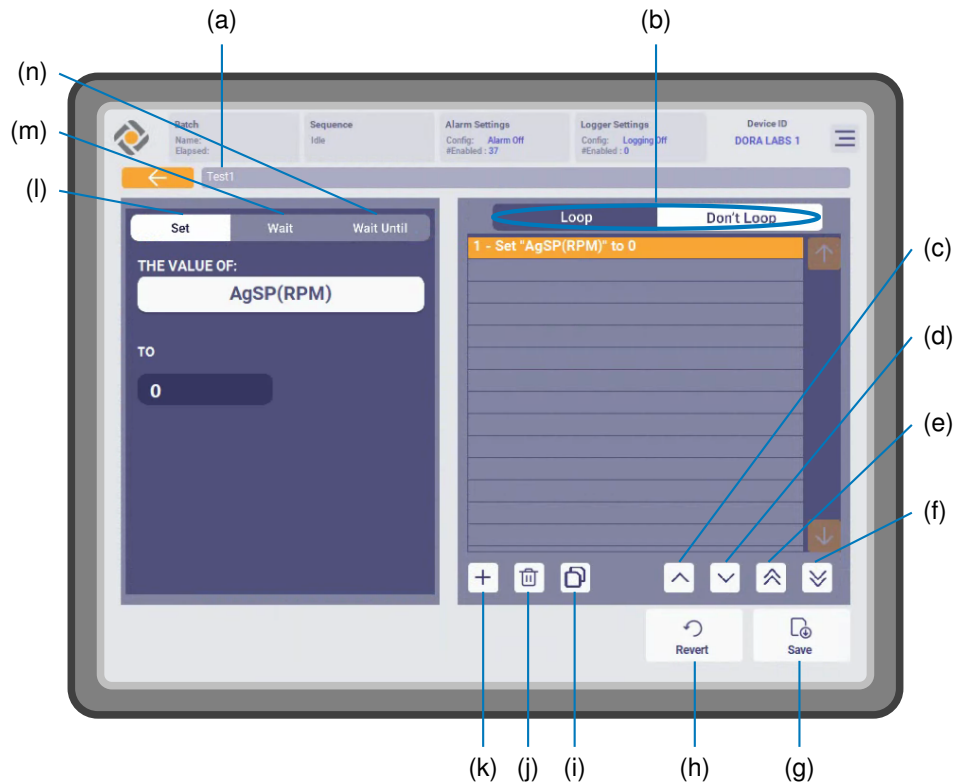 (a)
(b)
(n)
(m)
(l)
Batch
Name:
Elapsed:
Sequence
Idle
Alarm Settings
Config: Alarm Off
#Enabled : 37
Logger Settings
Config: Logging Off
#Enabled : 0
Device ID
DORA LABS 1
Test1
Set Wait Wait Until
THE VALUE OF:
AgSP(RPM)
TO
0
Loop Don't Loop
1 - Set "AgSP(RPM)" to 0
(c)
(d)
(e)
(f)
Revert
Save
(k)
(j)
(i)
(h)
(g)